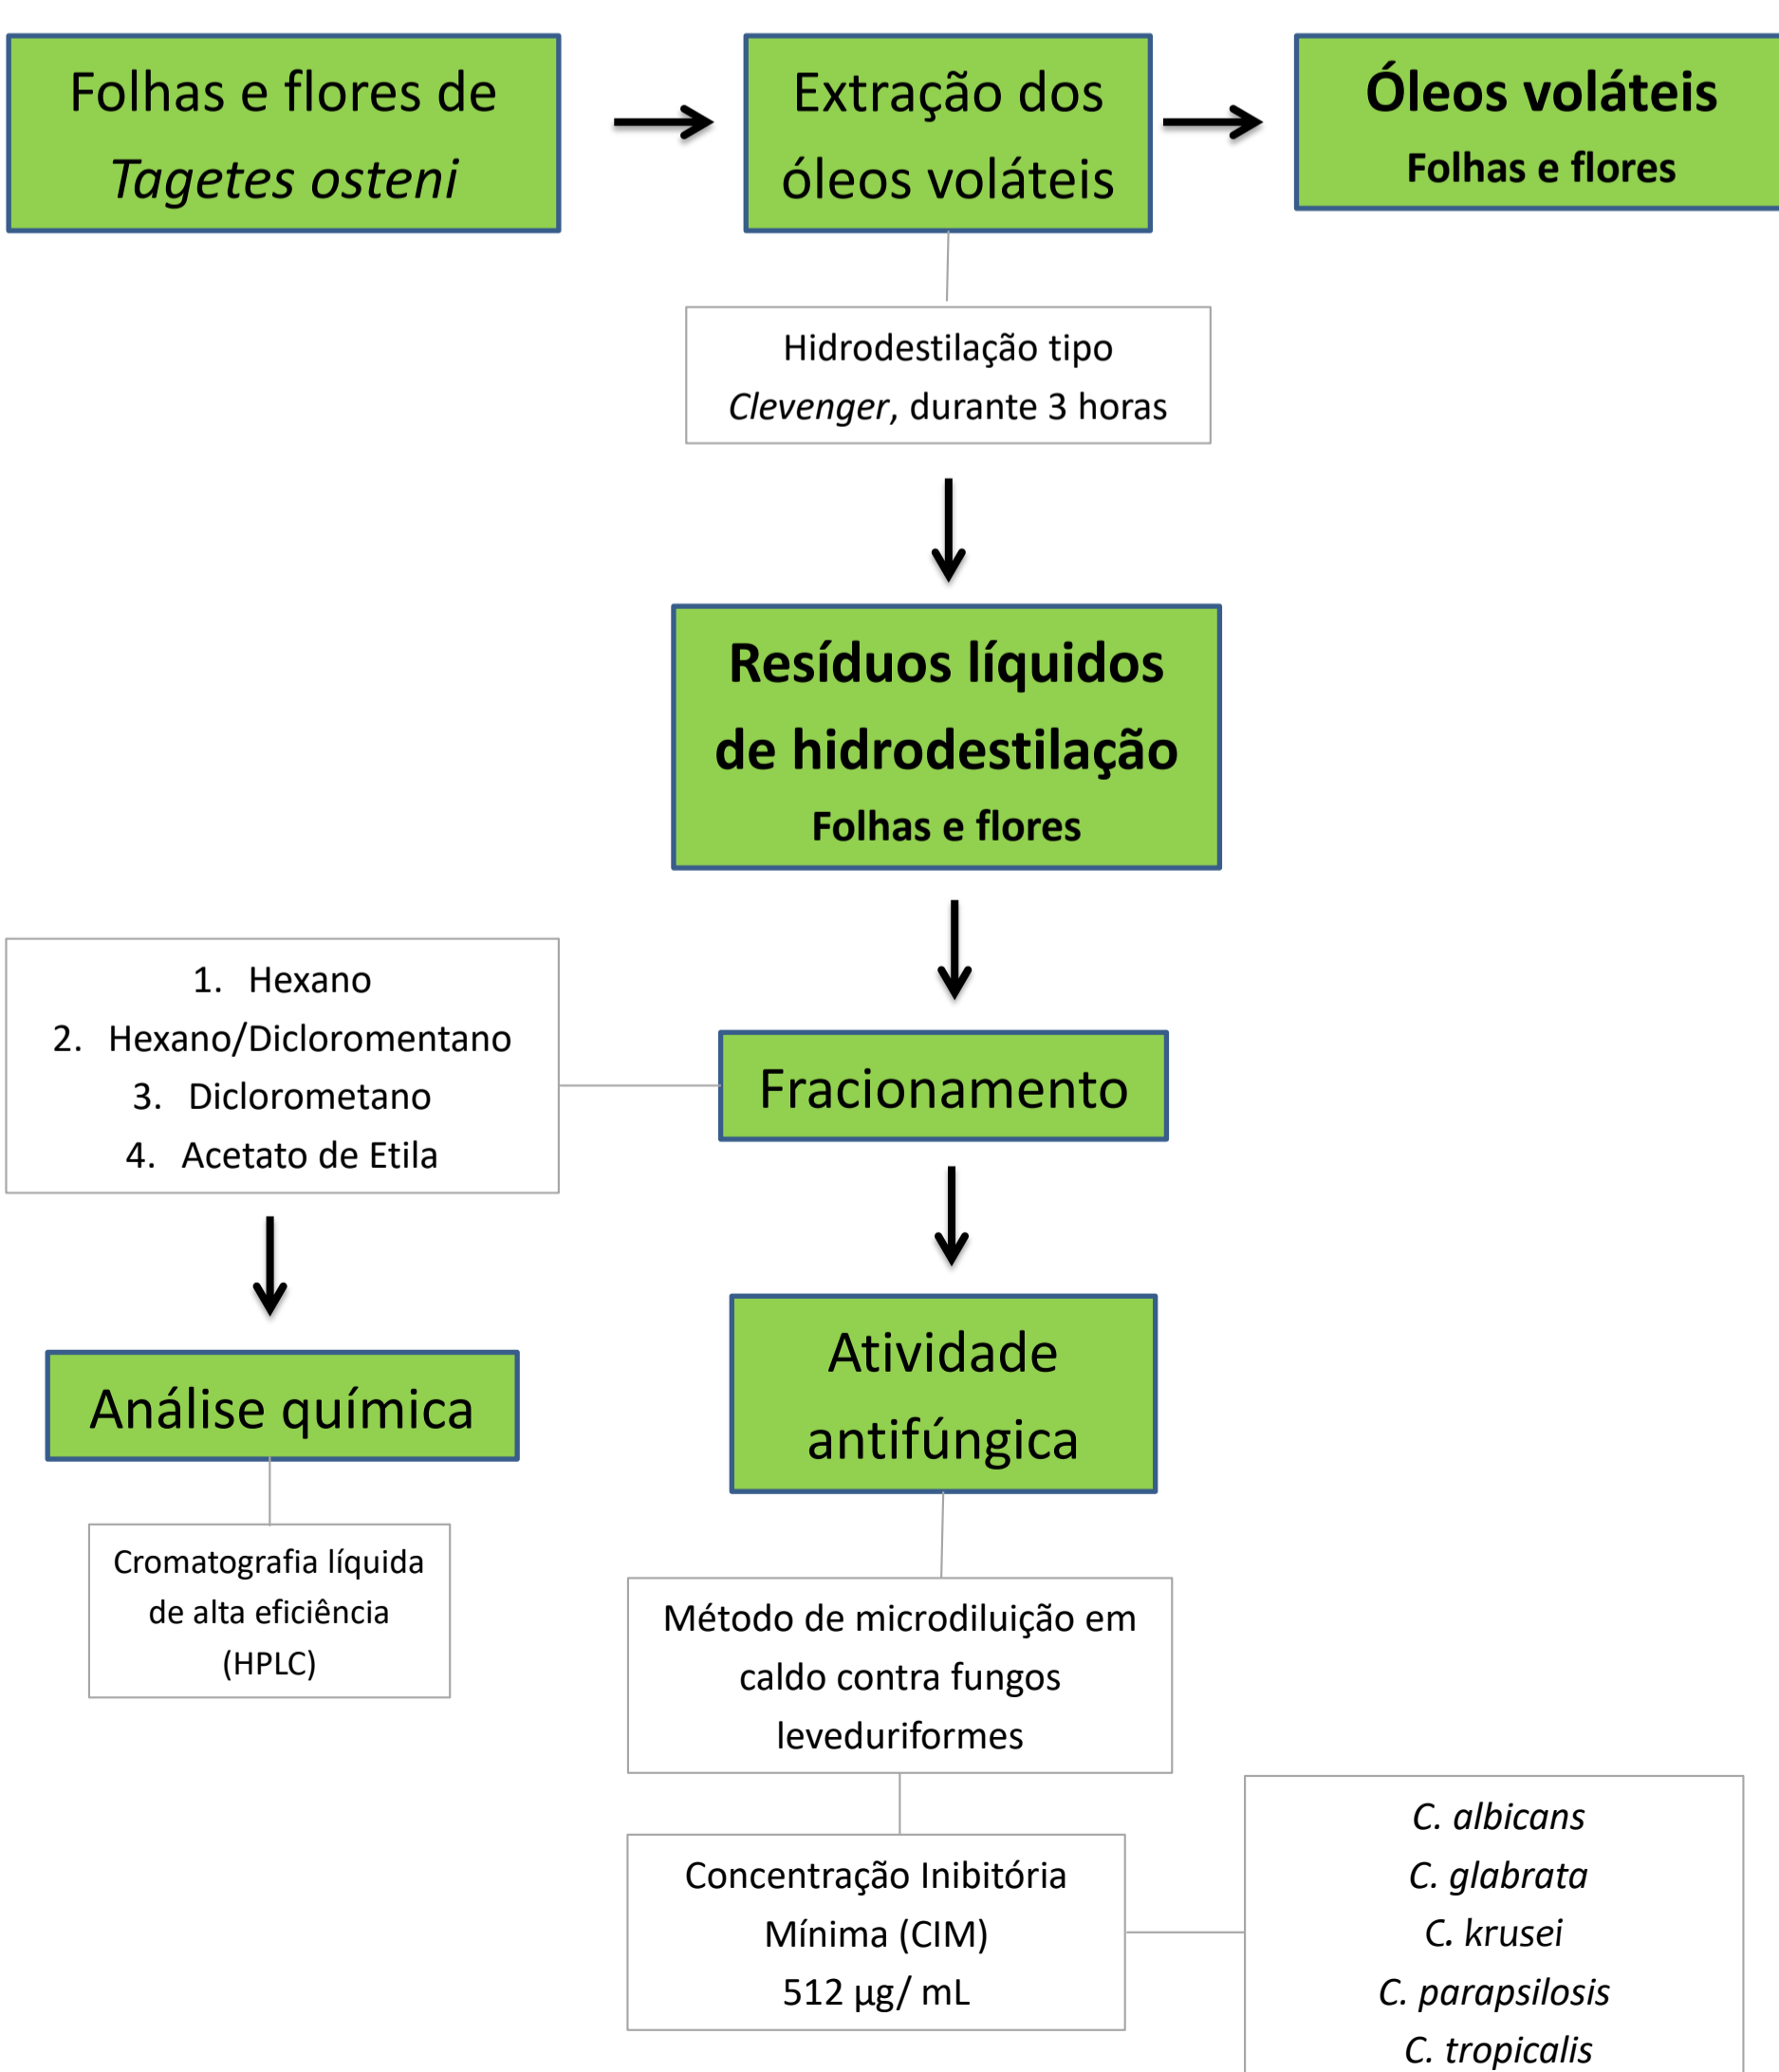 Folhas e flores de
Tagetes osteni
Extração dos
óleos voláteis
Óleos voláteis
Folhas e flores
Hidrodestilação tipo
Clevenger, durante 3 horas
Resíduos líquidos
de hidrodestilação
Folhas e flores
1. Hexano
2. Hexano/Dicloromentano
3. Diclorometano
4. Acetato de Etila
Fracionamento
Análise química
Cromatografia líquida
de alta eficiência
(HPLC)
Atividade
antifúngica
Método de microdiluição em
caldo contra fungos
leveduriformes
Concentração Inibitória
Mínima (CIM)
512 µg/ mL
C. albicans
C. glabrata
C. krusei
C. parapsilosis
C. tropicalis